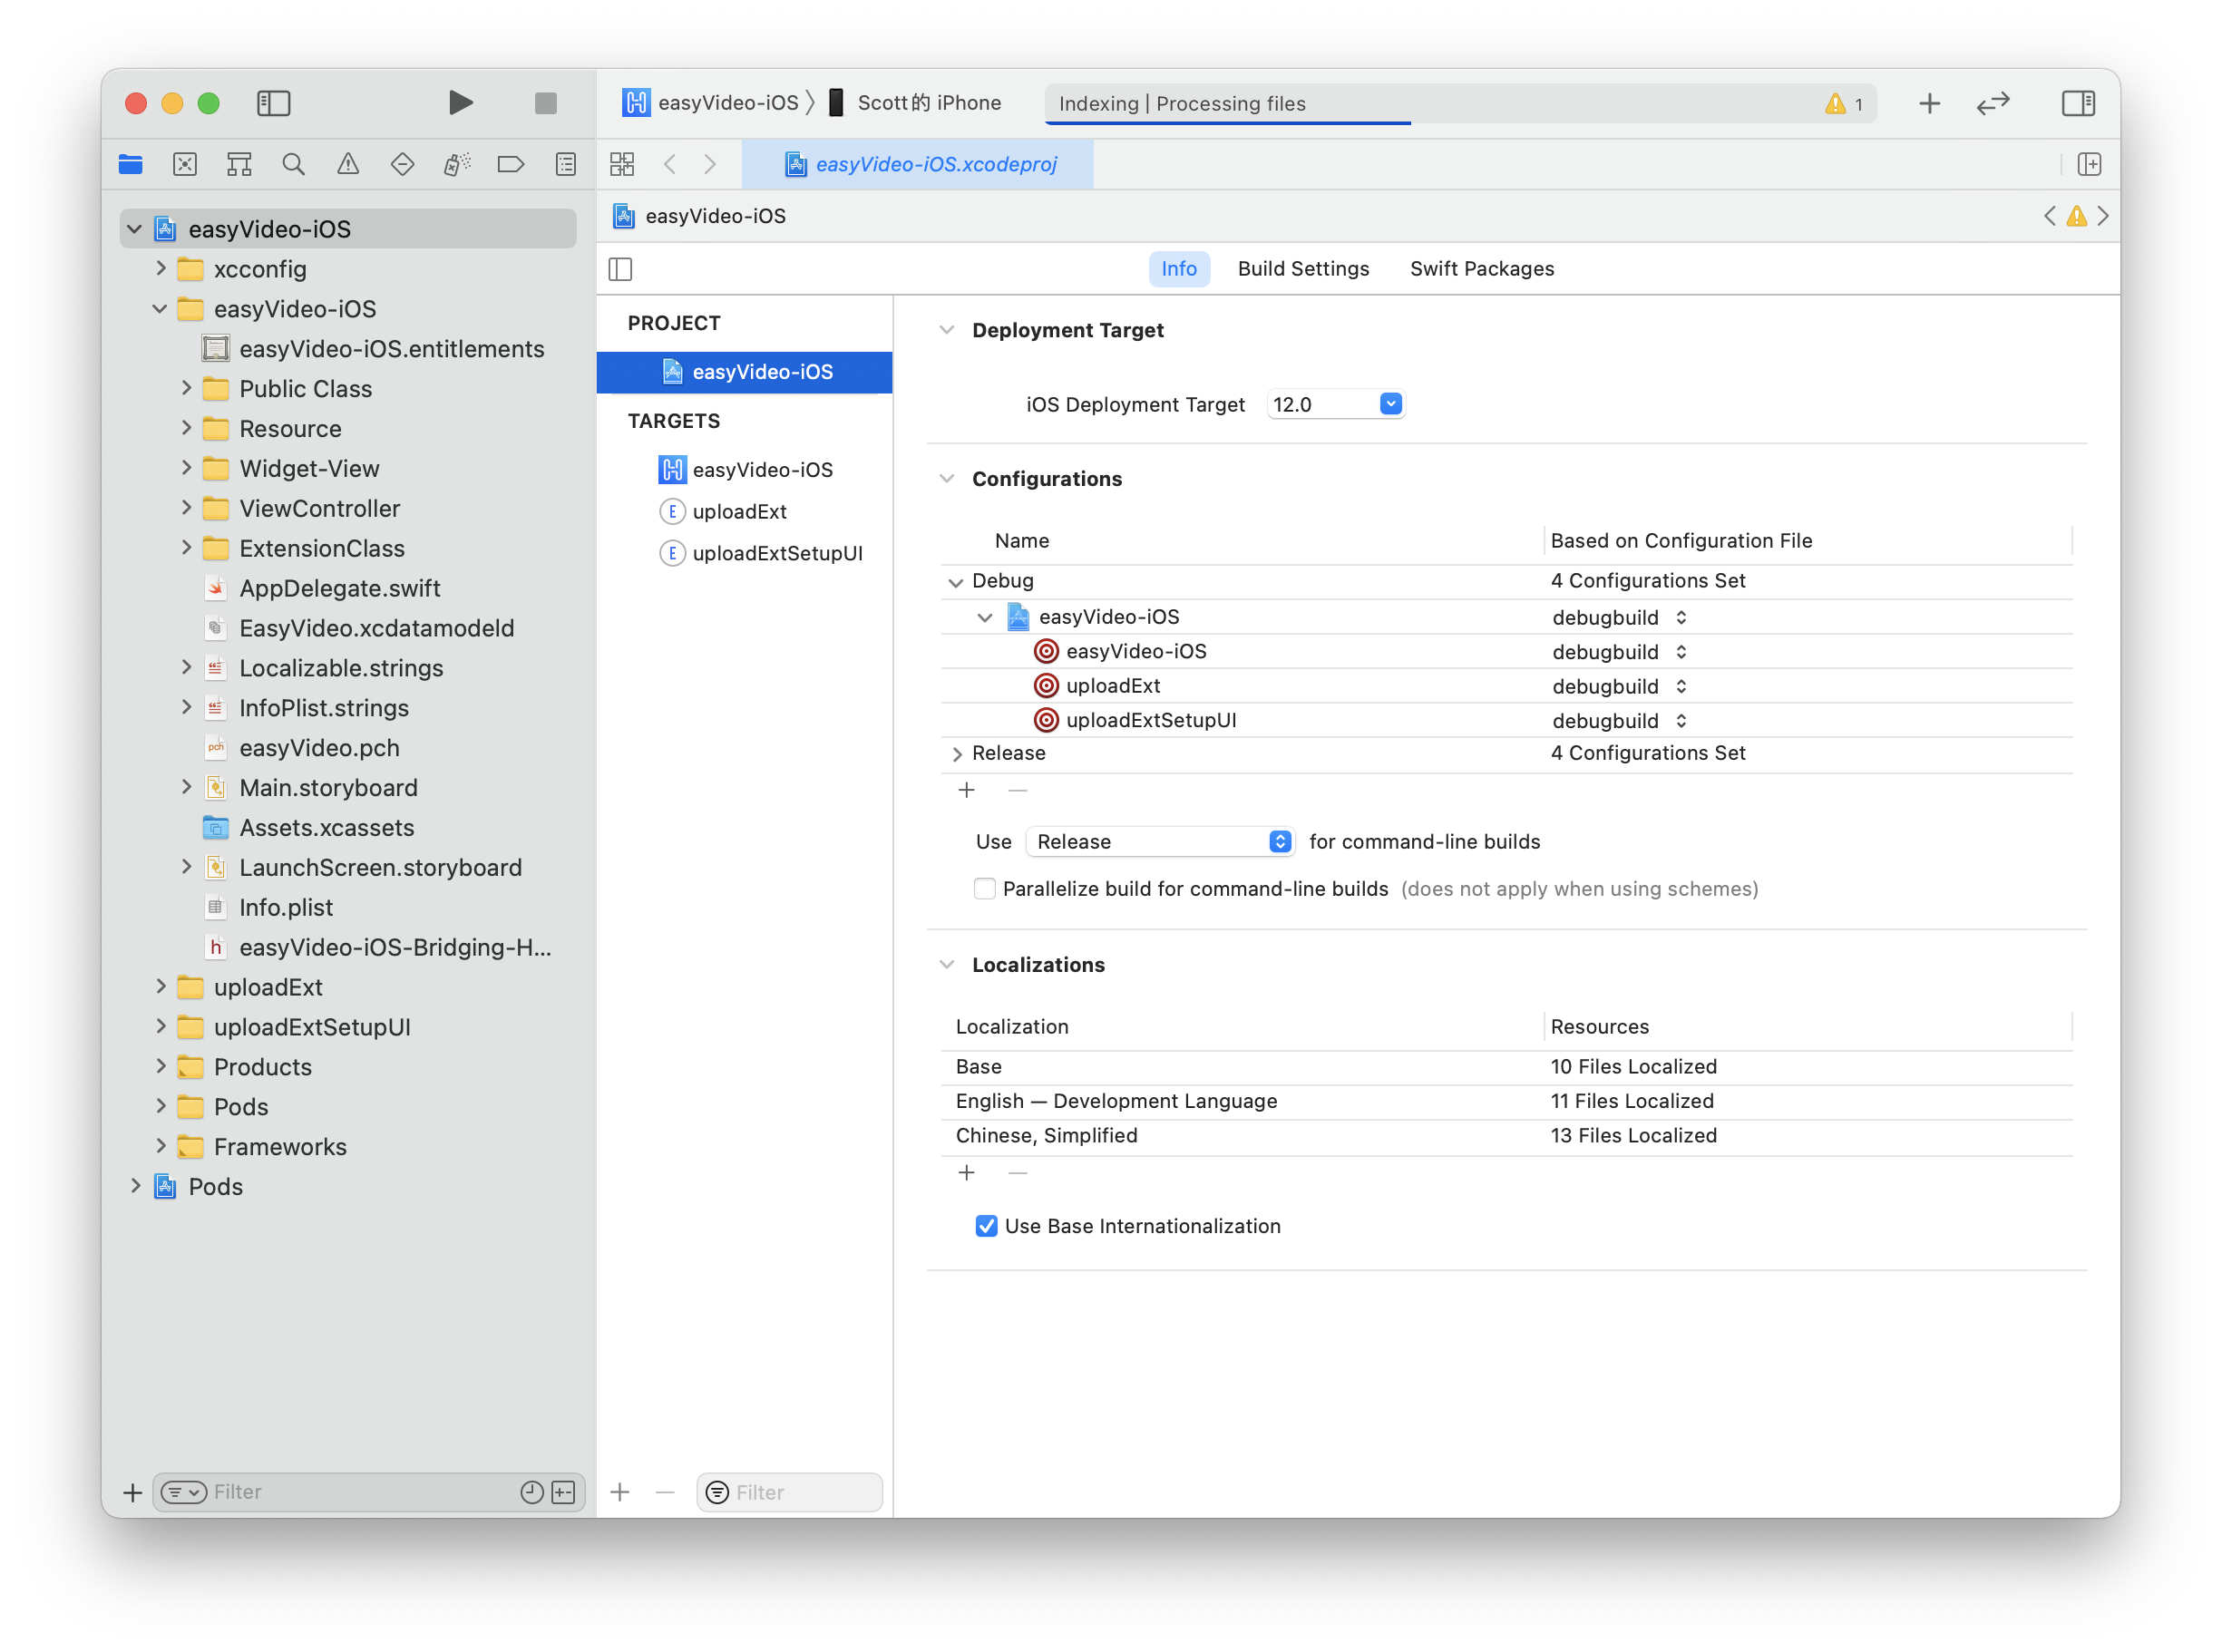 easyVideo-iOS
Scott的 iPhone
Indexing | Processing files
1
easyVideo-iOS.xcodeproj
easyVideo-iOS
easyVideo-iOS
xcconfig
easyVideo-iOS
easyVideo-iOS.entitlements
Public Class
Resource
Widget-View
ViewController
ExtensionClass
AppDelegate.swift
EasyVideo.xcdatamodeld
Localizable.strings
InfoPlist.strings
pch
easyVideo.pch
Main.storyboard
Assets.xcassets
LaunchScreen.storyboard
Info.plist
h
easyVideo-iOS-Bridging-H...
uploadExt
uploadExtSetupUI
Products
Pods
Frameworks
Pods
Filter
Info
Build Settings
Swift Packages
PROJECT
easyVideo-iOS
TARGETS
easyVideo-iOS
E uploadExt
E uploadExtSetupUI
Filter
Deployment Target
iOS Deployment Target 12.0
Configurations
Name Based on Configuration File
Debug 4 Configurations Set
easyVideo-iOS debugbuild
easyVideo-iOS debugbuild
uploadExt debugbuild
uploadExtSetupUI debugbuild
Release 4 Configurations Set
Use Release for command-line builds
Parallelize build for command-line builds (does not apply when using schemes)
Localizations
Localization Resources
Base 10 Files Localized
English — Development Language 11 Files Localized
Chinese, Simplified 13 Files Localized
Use Base Internationalization